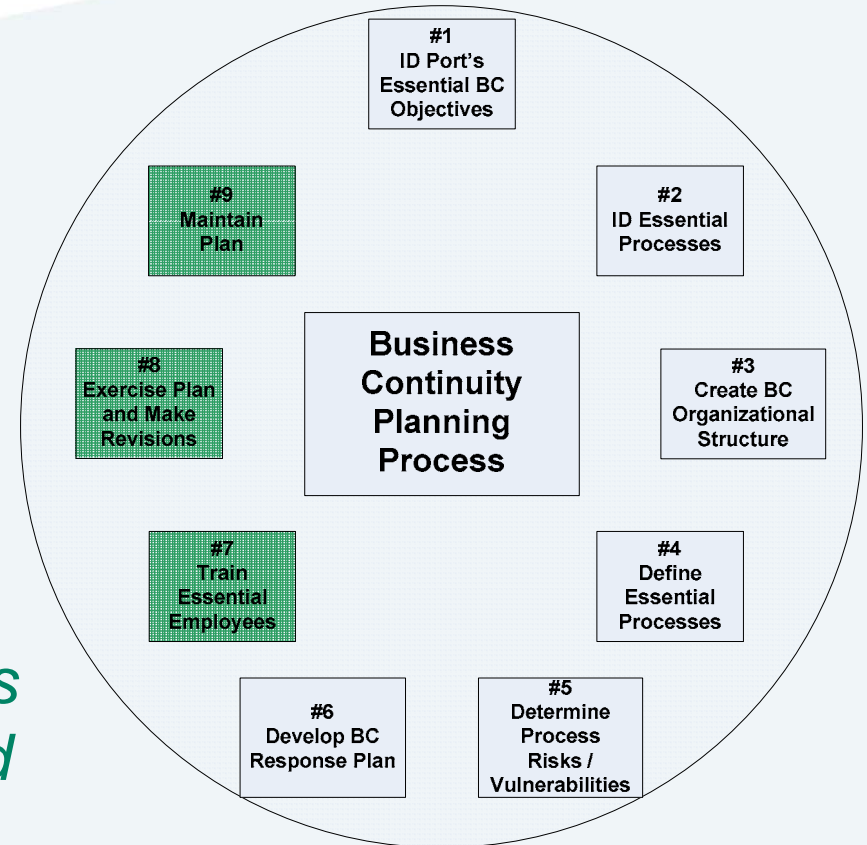 #1
ID Port's
Essential BC
Objectives
#2
ID Essential
Processes
#3
Create BC
Organizational
Structure
#4
Define
Essential
Processes
#5
Determine
Process
Risks /
Vulnerabilities
#6
Develop BC
Response Plan
#7
Train
Essential
Employees
#8
Exercise Plan
and Make
Revisions
#9
Maintain
Plan
Business
Continuity
Planning
Process